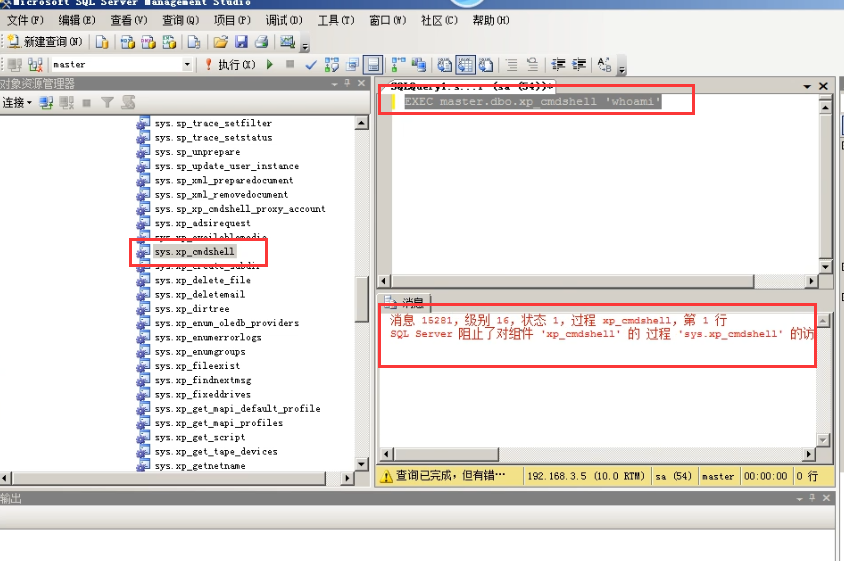 Microsoft SQL Server Management Studio
文件(F) 编辑(E) 查看(V) 查询(Q) 项目(P) 调试(D) 工具(T) 窗口(W) 社区(C) 帮助(H)
新建查询(N)
master 执行(X)
对象资源管理器
连接
sys.sp_trace_setfilter
sys.sp_trace_setstatus
sys.sp_unprepare
sys.sp_update_user_instance
sys.sp_xml_preparedocument
sys.sp_xml_removedocument
sys.sp_xp_cmdshell_proxy_account
sys.xp_adsirequest
sys.xp_availablemedia
sys.xp_cmdshell
sys.xp_create_subdir
sys.xp_delete_file
sys.xp_deletemail
sys.xp_dirtree
sys.xp_enum_oledb_providers
sys.xp_enumerrorlogs
sys.xp_enumgroups
sys.xp_fileexist
sys.xp_findnextmsg
sys.xp_fixeddrives
sys.xp_get_mapi_default_profile
sys.xp_get_mapi_profiles
sys.xp_get_script
sys.xp_get_tape_devices
sys.xp_getnetname
SQLQuery1.s...r (sa (54))*
EXEC master.dbo.xp_cmdshell 'whoami'
消息
消息 15281，级别 16，状态 1，过程 xp_cmdshell，第 1 行
SQL Server 阻止了对组件 'xp_cmdshell' 的 过程 'sys.xp_cmdshell' 的访
查询已完成，但有错… 192.168.3.5 (10.0 RTM) sa (54) master 00:00:00 0 行
输出